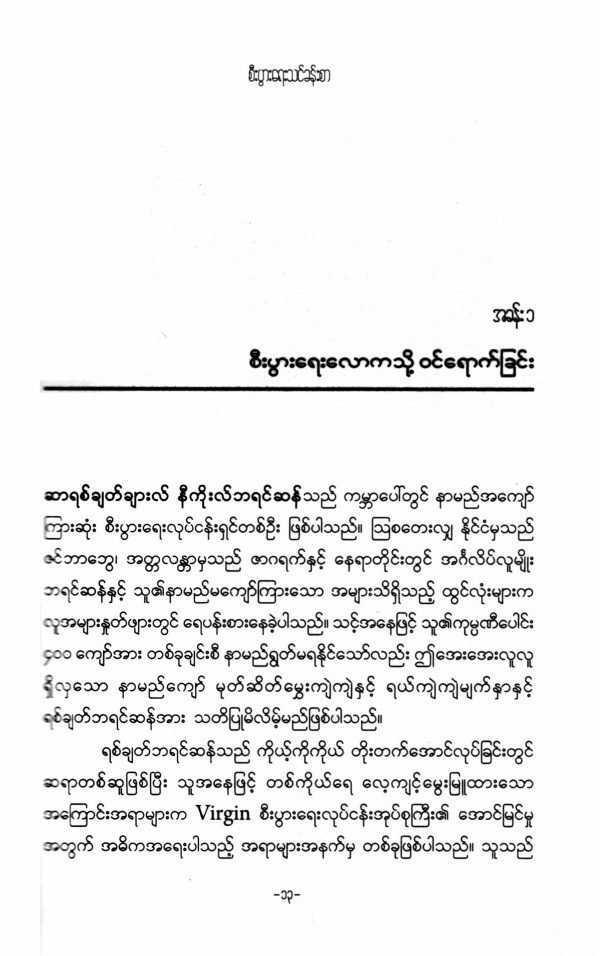 စီးပွားရေးသင်ခန်းစာ
အခန်း၁
စီးပွားရေးလောကသို့ ဝင်ရောက်ခြင်း
ဆာရစ်ချတ်ချားလ် နီကိုးလ်ဘရင်ဆန်သည် ကမ္ဘာပေါ်တွင် နာမည်အကျော်
ကြားဆုံး စီးပွားရေးလုပ်ငန်းရှင်တစ်ဦး ဖြစ်ပါသည်။ ဩစတေးလျ နိုင်ငံမှသည်
ဇင်ဘာဘွေ၊ အတ္တလန္တာမှသည် ဇာဂရက်နှင့် နေရာတိုင်းတွင် အင်္ဂလိပ်လူမျိုး
ဘရင်ဆန်နှင့် သူ၏နာမည်မကျော်ကြားသော အများသိရှိသည့် ထွင်လုံးများက
လူအများနှုတ်ဖျားတွင် ရေပန်းစားနေခဲ့ပါသည်။ သင့်အနေဖြင့် သူ၏ကုမ္ပဏီပေါင်း
၄၀၀ ကျော်အား တစ်ခုချင်းစီ နာမည်ရွတ်မရနိုင်သော်လည်း ဤအေးအေးလူလူ
ရှိလှသော နာမည်ကျော် မုတ်ဆိတ်မွှေးကျဲကျဲနှင့် ရယ်ကျဲကျဲမျက်နှာနှင့်
ရစ်ချတ်ဘရင်ဆန်အား သတိပြုမိလိမ့်မည်ဖြစ်ပါသည်။
ရစ်ချတ်ဘရင်ဆန်သည် ကိုယ့်ကိုကိုယ် တိုးတက်အောင်လုပ်ခြင်းတွင်
ဆရာတစ်ဆူဖြစ်ပြီး သူအနေဖြင့် တစ်ကိုယ်ရေ လေ့ကျင့်မွေးမြူထားသော
အကြောင်းအရာများက Virgin စီးပွားရေးလုပ်ငန်းအုပ်စုကြီး၏ အောင်မြင်မှု
အတွက် အဓိကအရေးပါသည့် အရာများအနက်မှ တစ်ခုဖြစ်ပါသည်။ သူသည်
-၁၃-